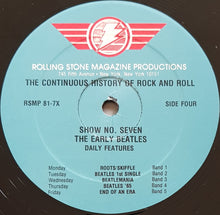 ROLLING STONE MAGAZINE PRODUCTIONS
745 Fifth Avenue • New York, New York 10151
THE CONTINUOUS HISTORY OF ROCK AND ROLL
RSMP 81-7X SIDE FOUR
SHOW NO. SEVEN
THE EARLY BEATLES
DAILY FEATURES
Monday ROOTS/SKIFFLE Band 1
Tuesday BEATLES 1st SINGLE Band 2
Wednesday BEATLEMANIA Band 3
Thursday BEATLES '65 Band 4
Friday END OF AN ERA Band 5